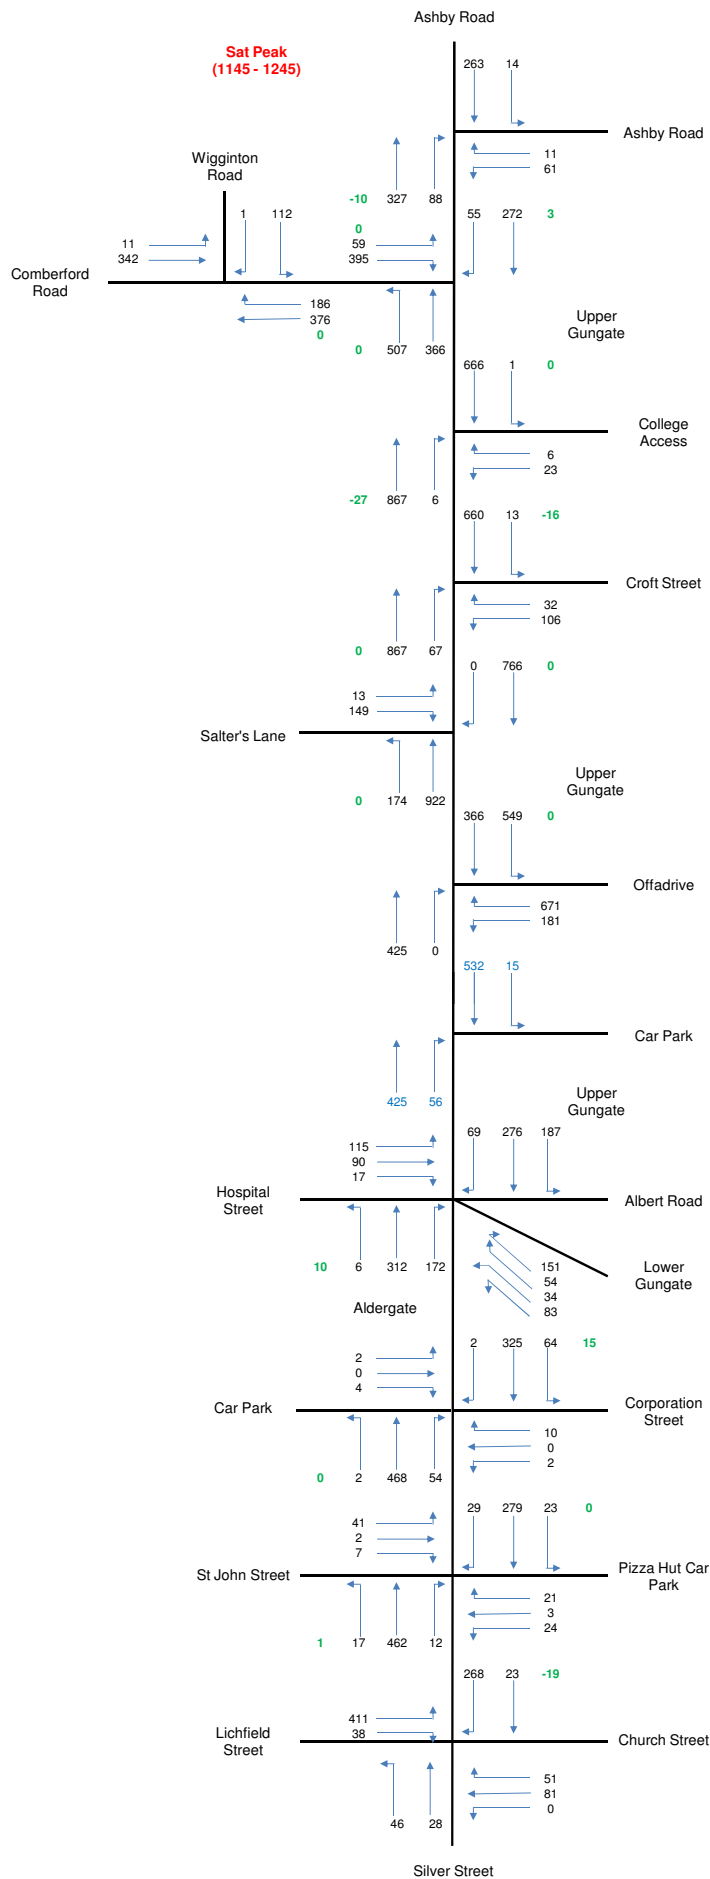 Ashby Road
Sat Peak
(1145 - 1245)
263 14
Ashby Road
11
61
Wigginton
Road
-10 327 88
1 112
55 272 3
0
11
342
59
395
Comberford
Road
186
376
0
Upper
Gungate
0 507 366
666 1 0
College
Access
6
23
-27 867 6
660 13 -16
Croft Street
32
106
0 867 67
0 766 0
13
149
Salter's Lane
Upper
Gungate
0 174 922
366 549 0
Offadrive
671
181
425 0
532 15
Car Park
Upper
Gungate
425 56
69 276 187
115
90
17
Hospital
Street
Albert Road
10 6 312 172
151
54
34
83
Lower
Gungate
Aldergate
2 325 64 15
2
0
4
Car Park
Corporation
Street
10
0
2
0 2 468 54
29 279 23 0
41
2
7
St John Street
Pizza Hut Car
Park
21
3
24
1 17 462 12
268 23 -19
411
38
Lichfield
Street
Church Street
51
81
0
46 28
Silver Street